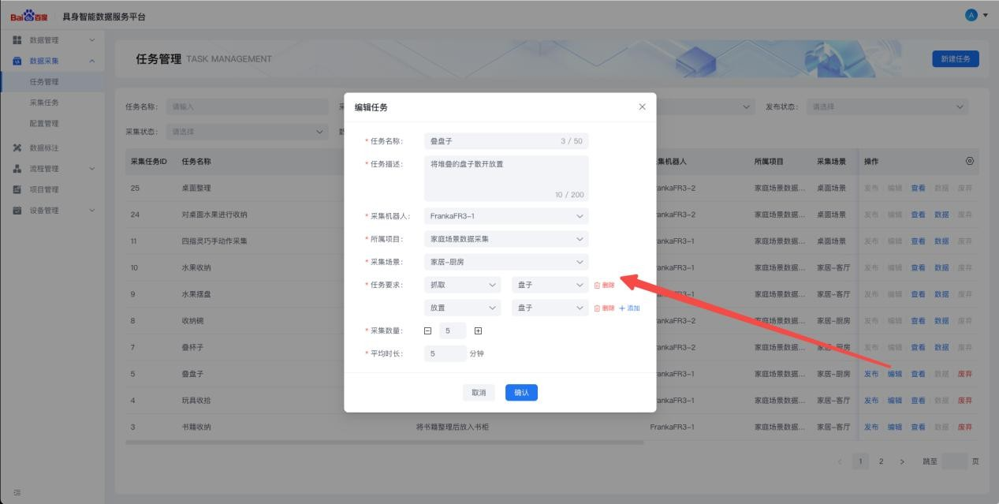 Bai百度 具身智能数据服务平台 A
数据管理
数据采集
任务管理
采集任务
配置管理
数据标注
流程管理
项目管理
设备管理
任务管理 TASK MANAGEMENT 新建任务
任务名称: 请输入 发布状态: 请选择
采集状态: 请选择
采集任务ID 任务名称 集机器人 所属项目 采集场景 操作
25 桌面整理 rankaFR3-2 家庭场景数据... 桌面场景 发布 编辑 查看 数据 废弃
24 对桌面水果进行收纳 rankaFR3-2 家庭场景数据... 桌面场景 发布 编辑 查看 数据 废弃
11 四指灵巧手动作采集 rankaFR3-1 家庭场景数据... 桌面场景 发布 编辑 查看 数据 废弃
10 水果收纳 rankaFR3-1 家庭场景数据... 家居-客厅 发布 编辑 查看 数据 废弃
9 水果摆盘 rankaFR3-1 家庭场景数据... 家居-客厅 发布 编辑 查看 数据 废弃
8 收纳碗 rankaFR3-2 家庭场景数据... 家居-厨房 发布 编辑 查看 数据 废弃
7 叠杯子 rankaFR3-2 家庭场景数据... 家居-厨房 发布 编辑 查看 数据 废弃
5 叠盘子 rankaFR3-1 家庭场景数据... 家居-厨房 发布 编辑 查看 数据 废弃
4 玩具收拾 rankaFR3-1 家庭场景数据... 家居-客厅 发布 编辑 查看 数据 废弃
3 书籍收纳 将书籍整理后放入书柜 FrankaFR3-1 家庭场景数据... 家居-客厅 发布 编辑 查看 数据 废弃
< 1 2 > 跳至 页
编辑任务
* 任务名称: 叠盘子 3 / 50
* 任务描述: 将堆叠的盘子散开放置
10 / 200
* 采集机器人: FrankaFR3-1
* 所属项目: 家庭场景数据采集
* 采集场景: 家居-厨房
* 任务要求: 抓取 盘子 删除
放置 盘子 删除 + 添加
* 采集数量: 5
* 平均时长: 5 分钟
取消 确认